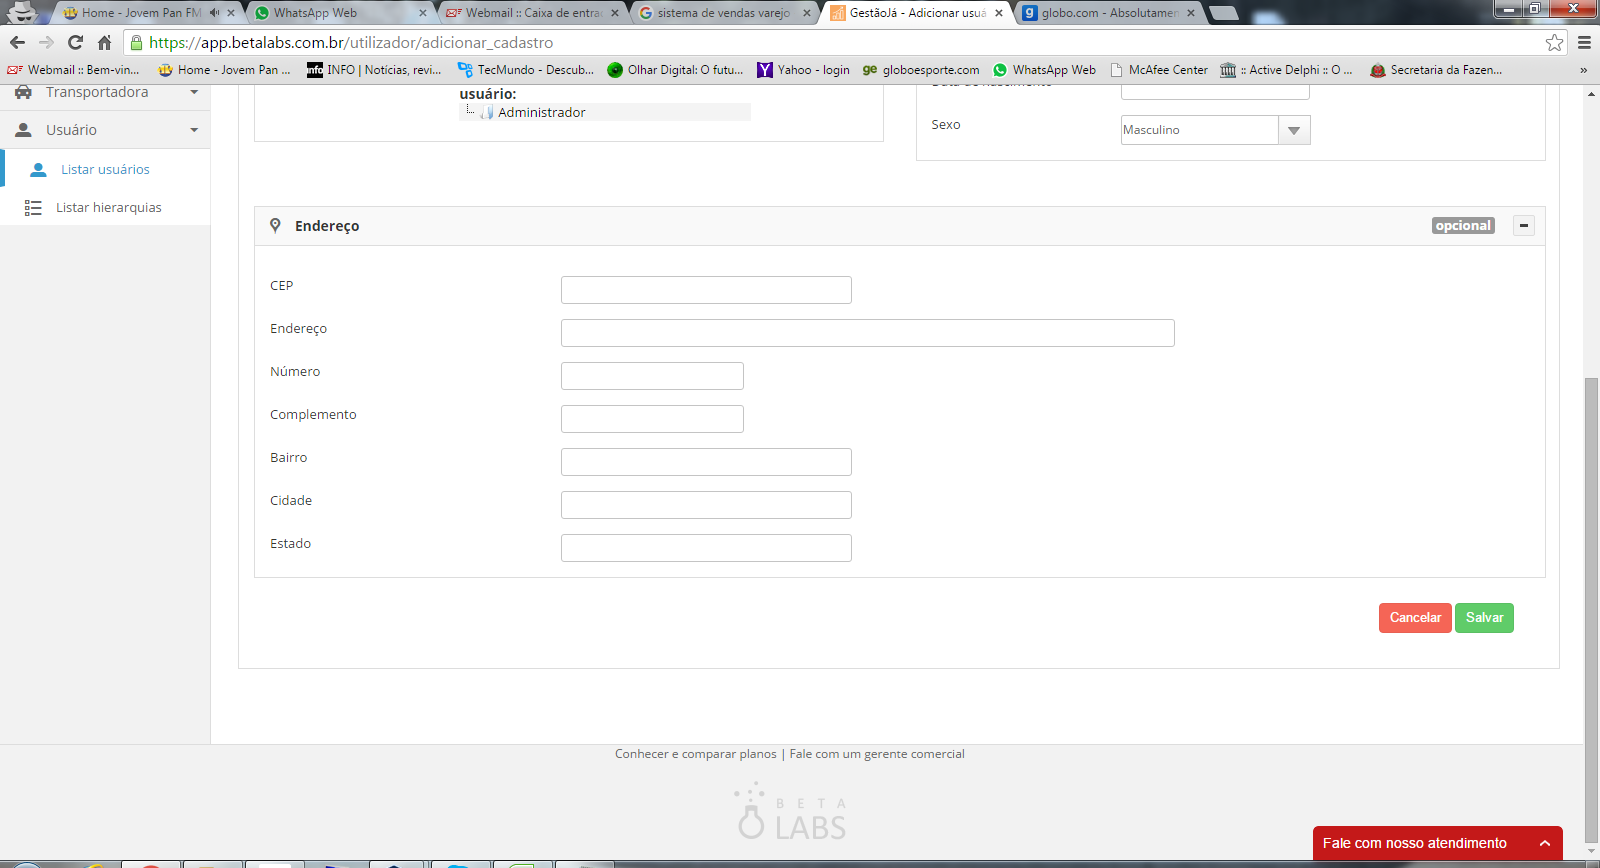 Home - Jovem Pan FM
WhatsApp Web
Webmail :: Caixa de entra
sistema de vendas varejo
GestãoJá - Adicionar usuá
globo.com - Absolutamen
https://app.betalabs.com.br/utilizador/adicionar_cadastro
Webmail :: Bem-vin...
Home - Jovem Pan ...
INFO | Notícias, revi...
TecMundo - Descub...
Olhar Digital: O futu...
Yahoo - login
globoesporte.com
WhatsApp Web
McAfee Center
:: Active Delphi :: O ...
Secretaria da Fazen...
»
Transportadora
Usuário
Listar usuários
Listar hierarquias
usuário:
Administrador
Sexo
Masculino
Endereço
opcional
CEP
Endereço
Número
Complemento
Bairro
Cidade
Estado
Cancelar
Salvar
Conhecer e comparar planos | Fale com um gerente comercial
BETA
LABS
Fale com nosso atendimento